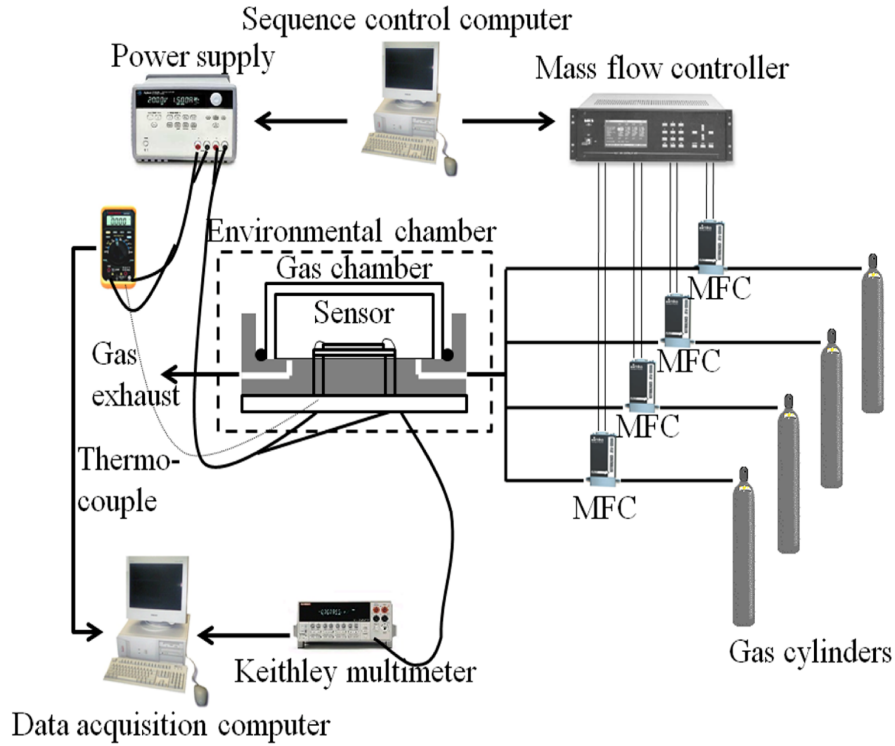 Sequence control computer
Power supply
Mass flow controller
Environmental chamber
Gas chamber
Sensor
MFC
MFC
MFC
MFC
Gas
exhaust
Thermo-
couple
Gas cylinders
Keithley multimeter
Data acquisition computer